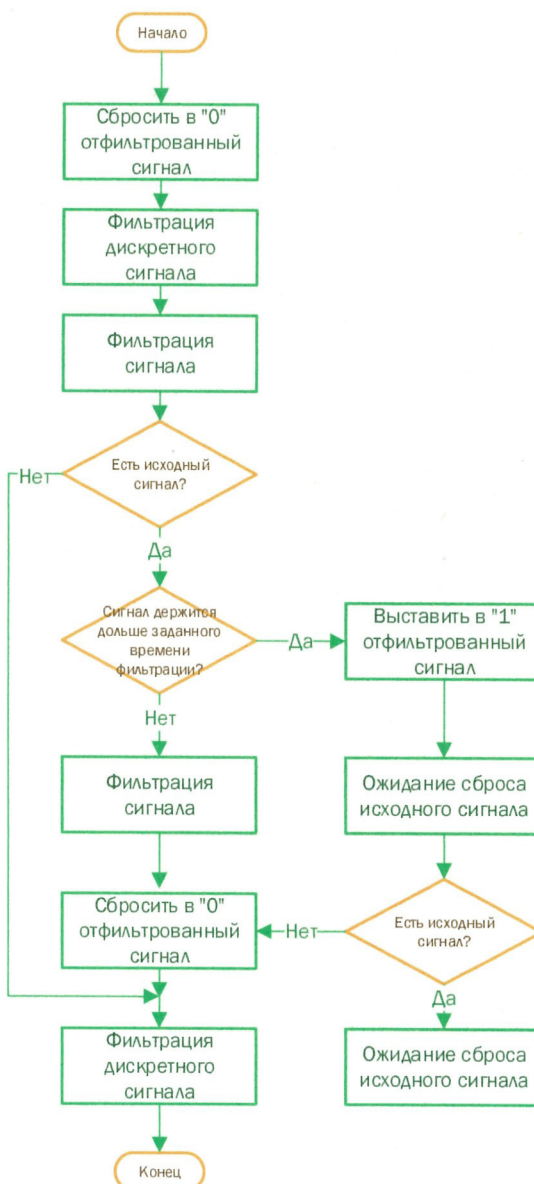 Начало
Сбросить в "0"
отфильтрованный
сигнал
Фильтрация
дискретного
сигнала
Фильтрация
сигнала
Есть исходный
сигнал?
Нет
Да
Сигнал держится
дольше заданного
времени
фильтрации?
Да
Выставить в "1"
отфильтрованный
сигнал
Нет
Фильтрация
сигнала
Ожидание сброса
исходного сигнала
Сбросить в "0"
отфильтрованный
сигнал
Нет
Есть исходный
сигнал?
Да
Фильтрация
дискретного
сигнала
Ожидание сброса
исходного сигнала
Конец